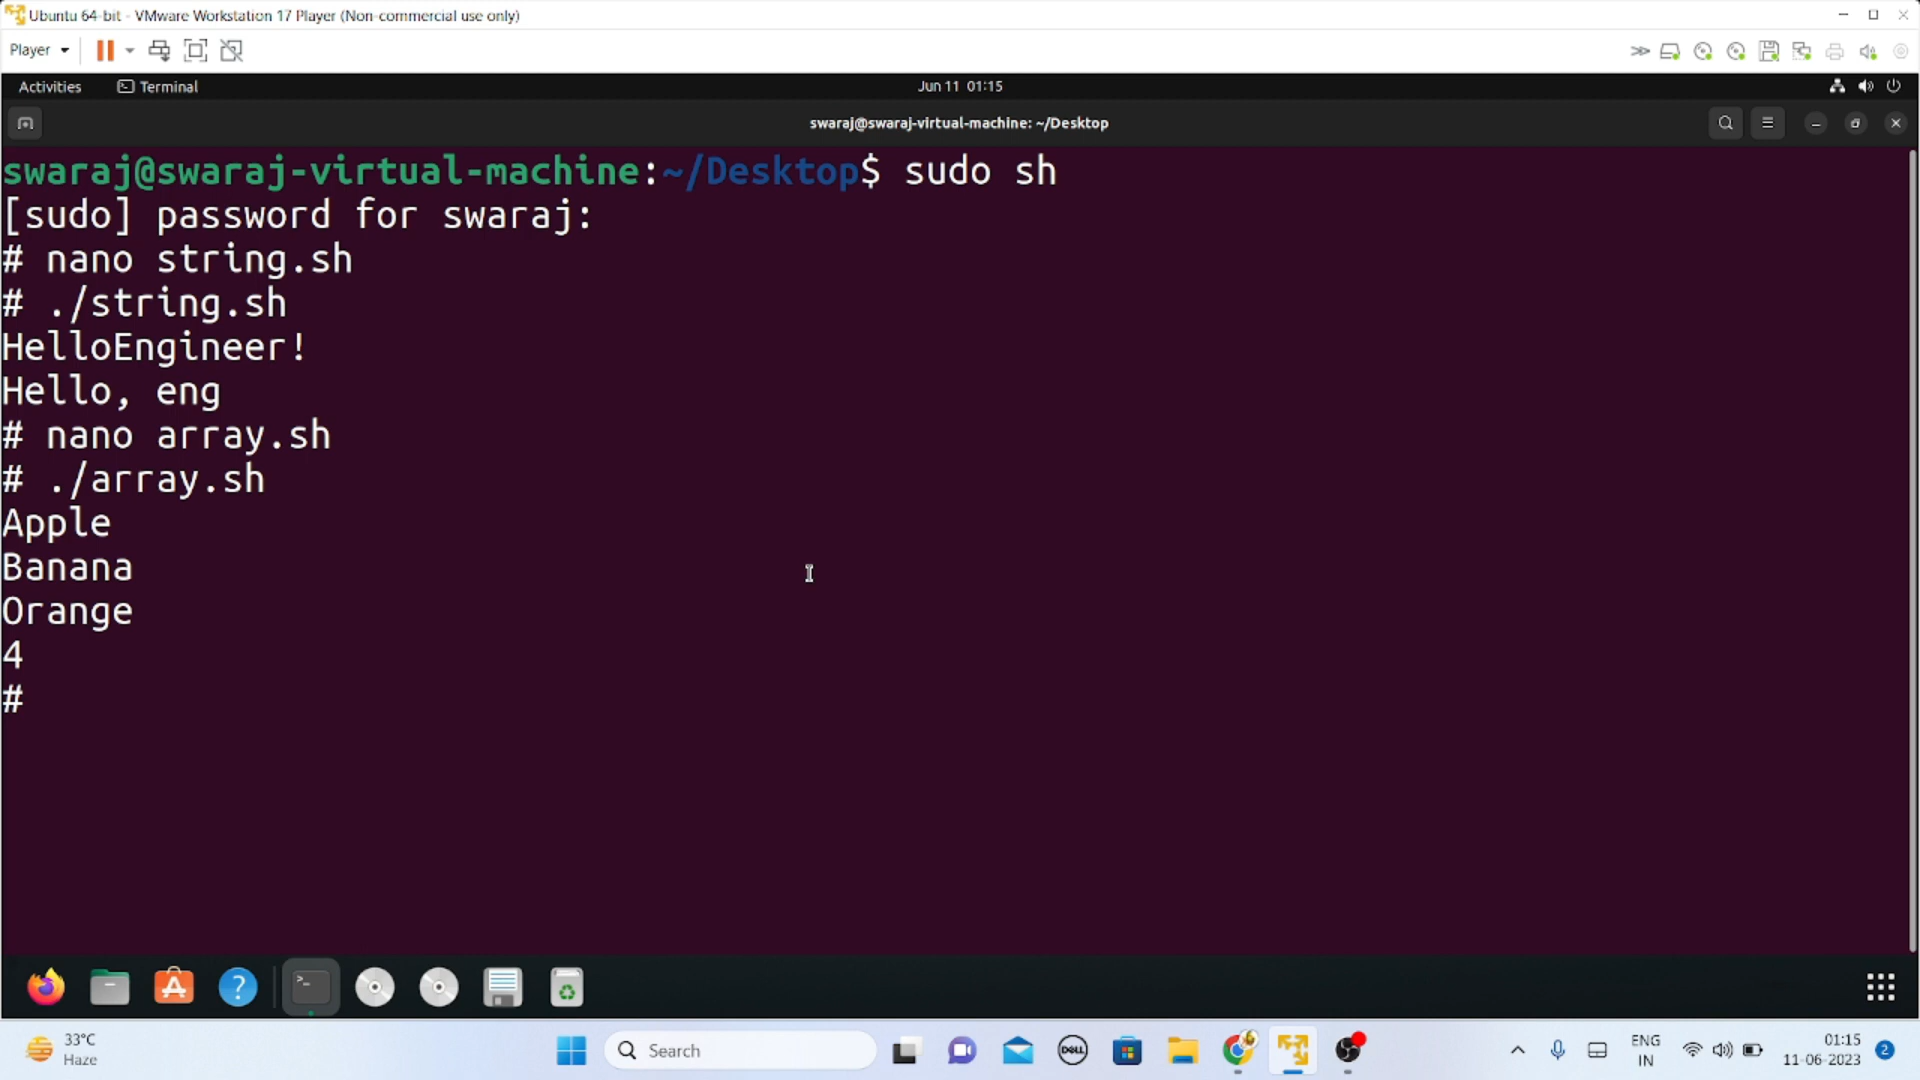 Ubuntu 64-bit - VMware Workstation 17 Player (Non-commercial use only)
Player
Activities
Terminal
Jun 11 01:15
swaraj@swaraj-virtual-machine: ~/Desktop
swaraj@swaraj-virtual-machine:~/Desktop$ sudo sh
[sudo] password for swaraj:
# nano string.sh
# ./string.sh
HelloEngineer!
Hello, eng
# nano array.sh
# ./array.sh
Apple
Banana
Orange
4
#
33°C
Haze
Search
DELL
ENG
IN
01:15
11-06-2023
2